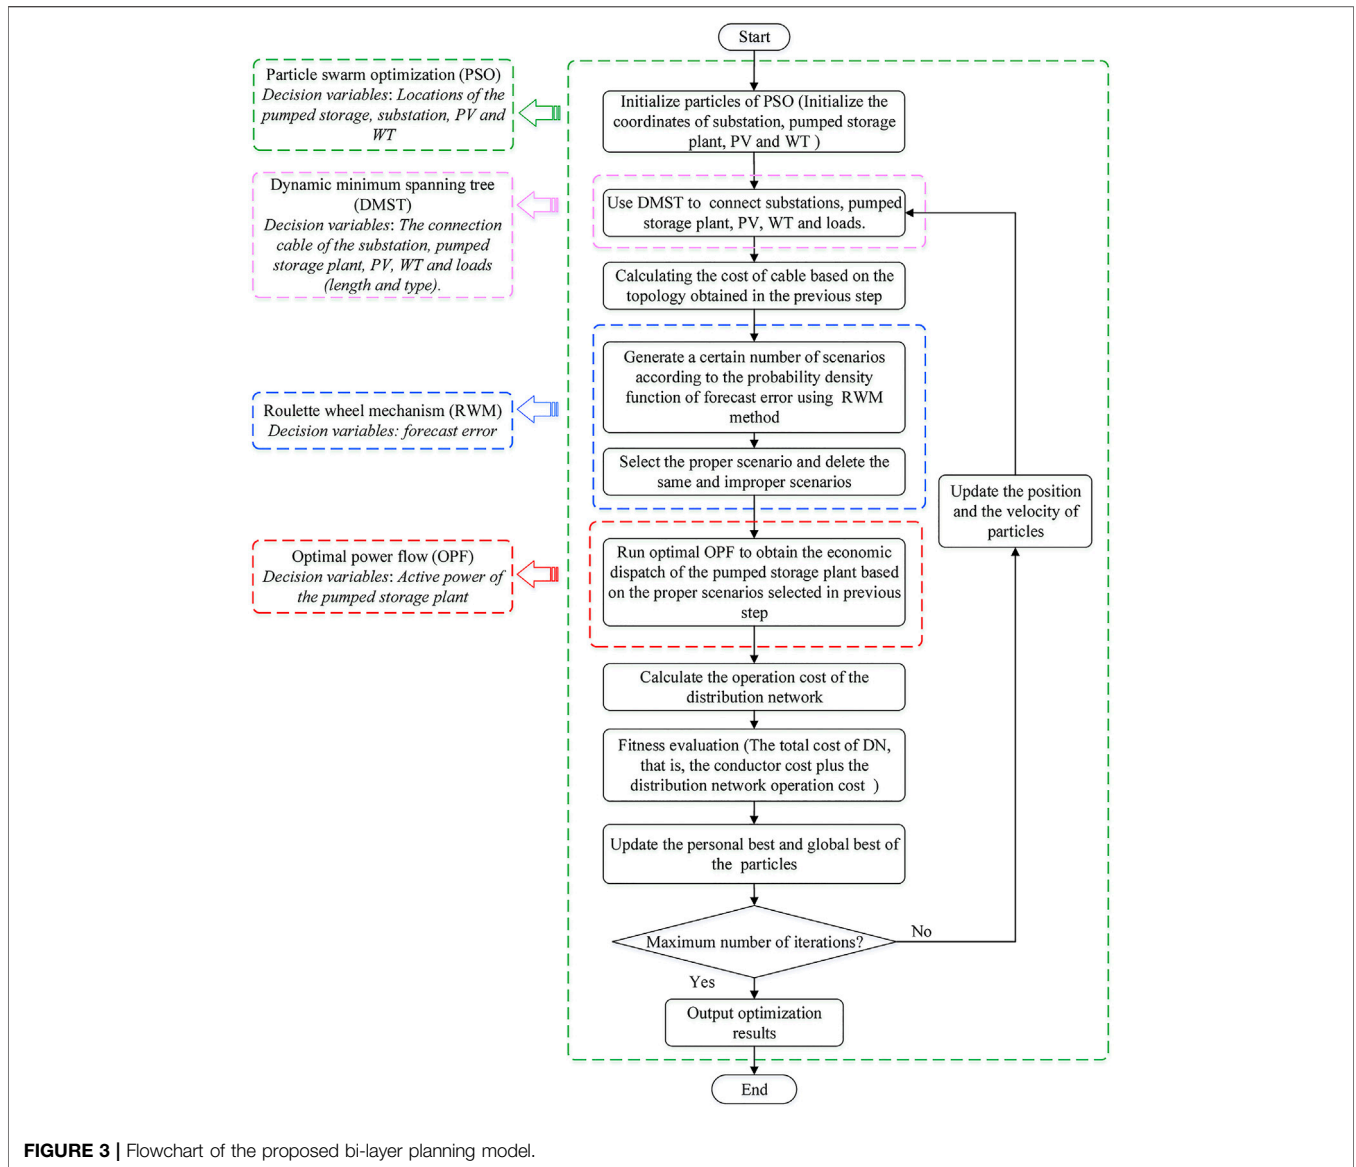 Start
Particle swarm optimization (PSO)
Decision variables: Locations of the
pumped storage, substation, PV and
WT
Initialize particles of PSO (Initialize the
coordinates of substation, pumped storage
plant, PV and WT )
Dynamic minimum spanning tree
(DMST)
Decision variables: The connection
cable of the substation, pumped
storage plant, PV, WT and loads
(length and type).
Use DMST to connect substations, pumped
storage plant, PV, WT and loads.
Calculating the cost of cable based on the
topology obtained in the previous step
Generate a certain number of scenarios
according to the probability density
function of forecast error using RWM
method
Roulette wheel mechanism (RWM)
Decision variables: forecast error
Select the proper scenario and delete the
same and improper scenarios
Update the position
and the velocity of
particles
Optimal power flow (OPF)
Decision variables: Active power of
the pumped storage plant
Run optimal OPF to obtain the economic
dispatch of the pumped storage plant based
on the proper scenarios selected in previous
step
Calculate the operation cost of the
distribution network
Fitness evaluation (The total cost of DN,
that is, the conductor cost plus the
distribution network operation cost )
Update the personal best and global best of
the particles
Maximum number of iterations?
No
Yes
Output optimization
results
End
FIGURE 3 | Flowchart of the proposed bi-layer planning model.